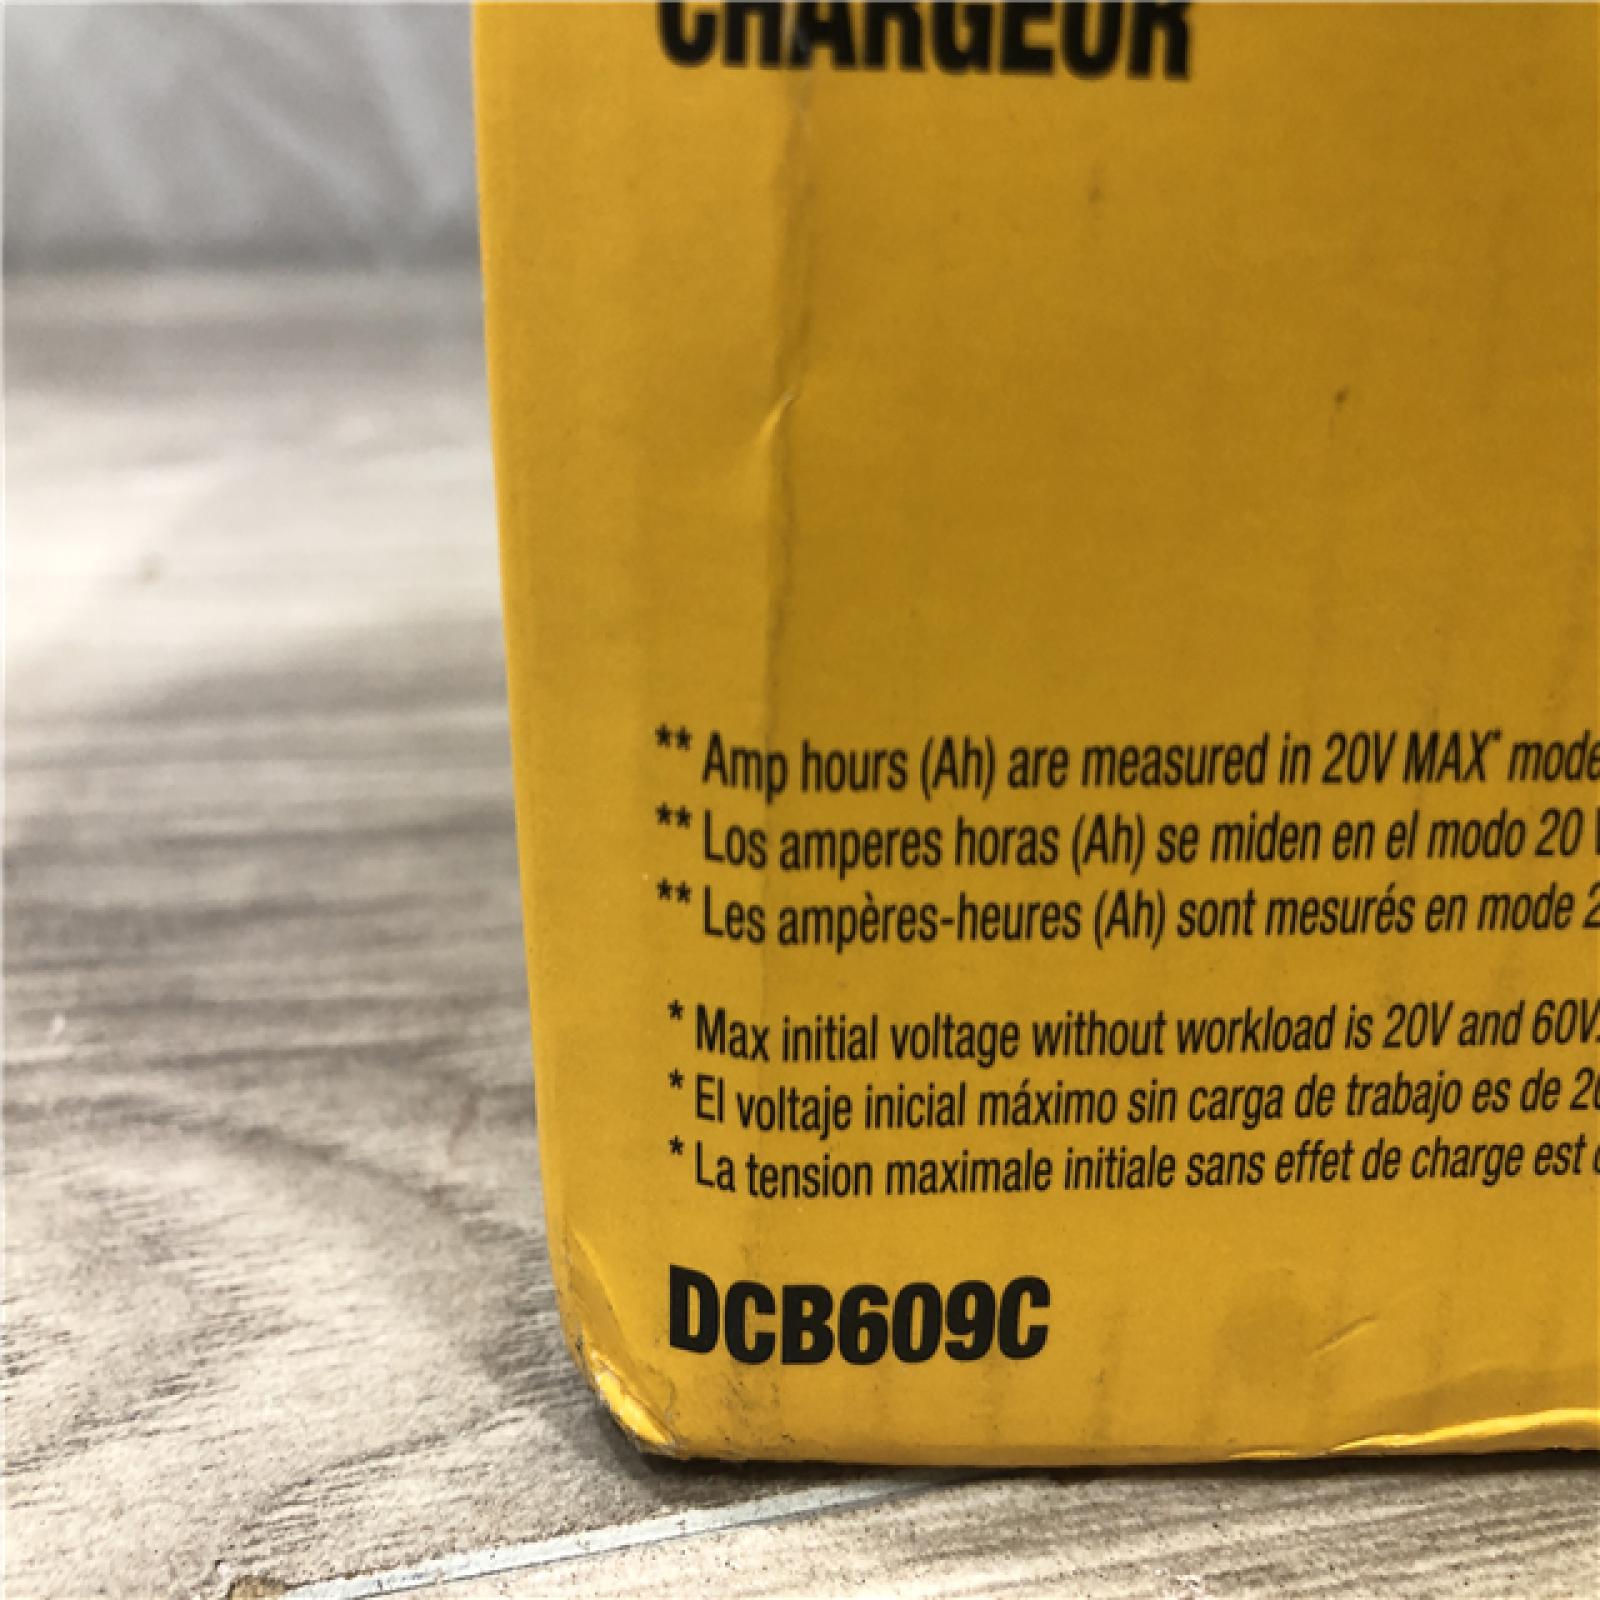 CHARGEUR
** Amp hours (Ah) are measured in 20V MAX* mode
** Los amperes horas (Ah) se miden en el modo 20
** Les ampères-heures (Ah) sont mesurés en mode 2
* Max initial voltage without workload is 20V and 60V.
* El voltaje inicial máximo sin carga de trabajo es de 20
* La tension maximale initiale sans effet de charge est
DCB609C